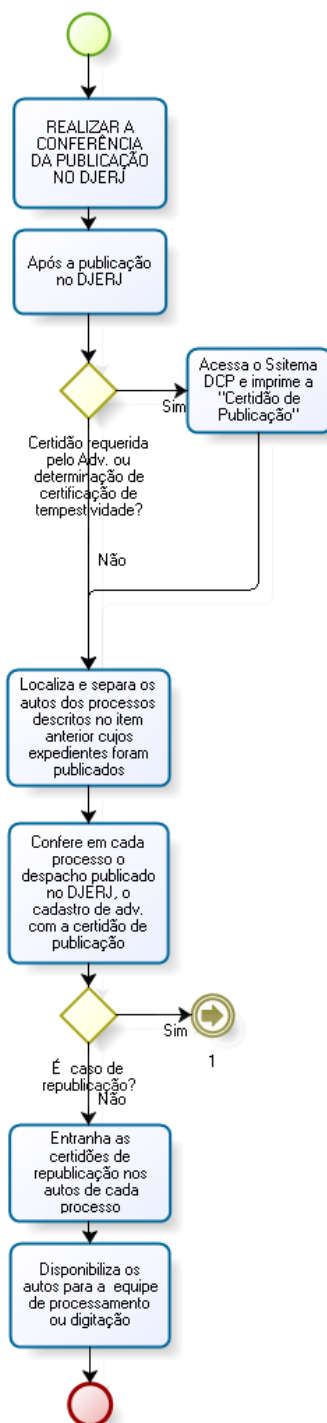 REALIZAR A
CONFERÊNCIA
DA PUBLICAÇÃO
NO DJERJ
Após a publicação
no DJERJ
Acessa o Ssitema
DCP e imprime a
"Certidão de
Publicação"
Sim
Certidão requerida
pelo Adv. ou
determinação de
certificação de
tempestividade?
Não
Localiza e separa os
autos dos processos
descritos no item
anterior cujos
expedientes foram
publicados
Confere em cada
processo o
despacho publicado
no DJERJ, o
cadastro de adv.
com a certidão de
publicação
Sim
1
É caso de
republicação?
Não
Entranha as
certidões de
republicação nos
autos de cada
processo
Disponibiliza os
autos para a equipe
de processamento
ou digitação